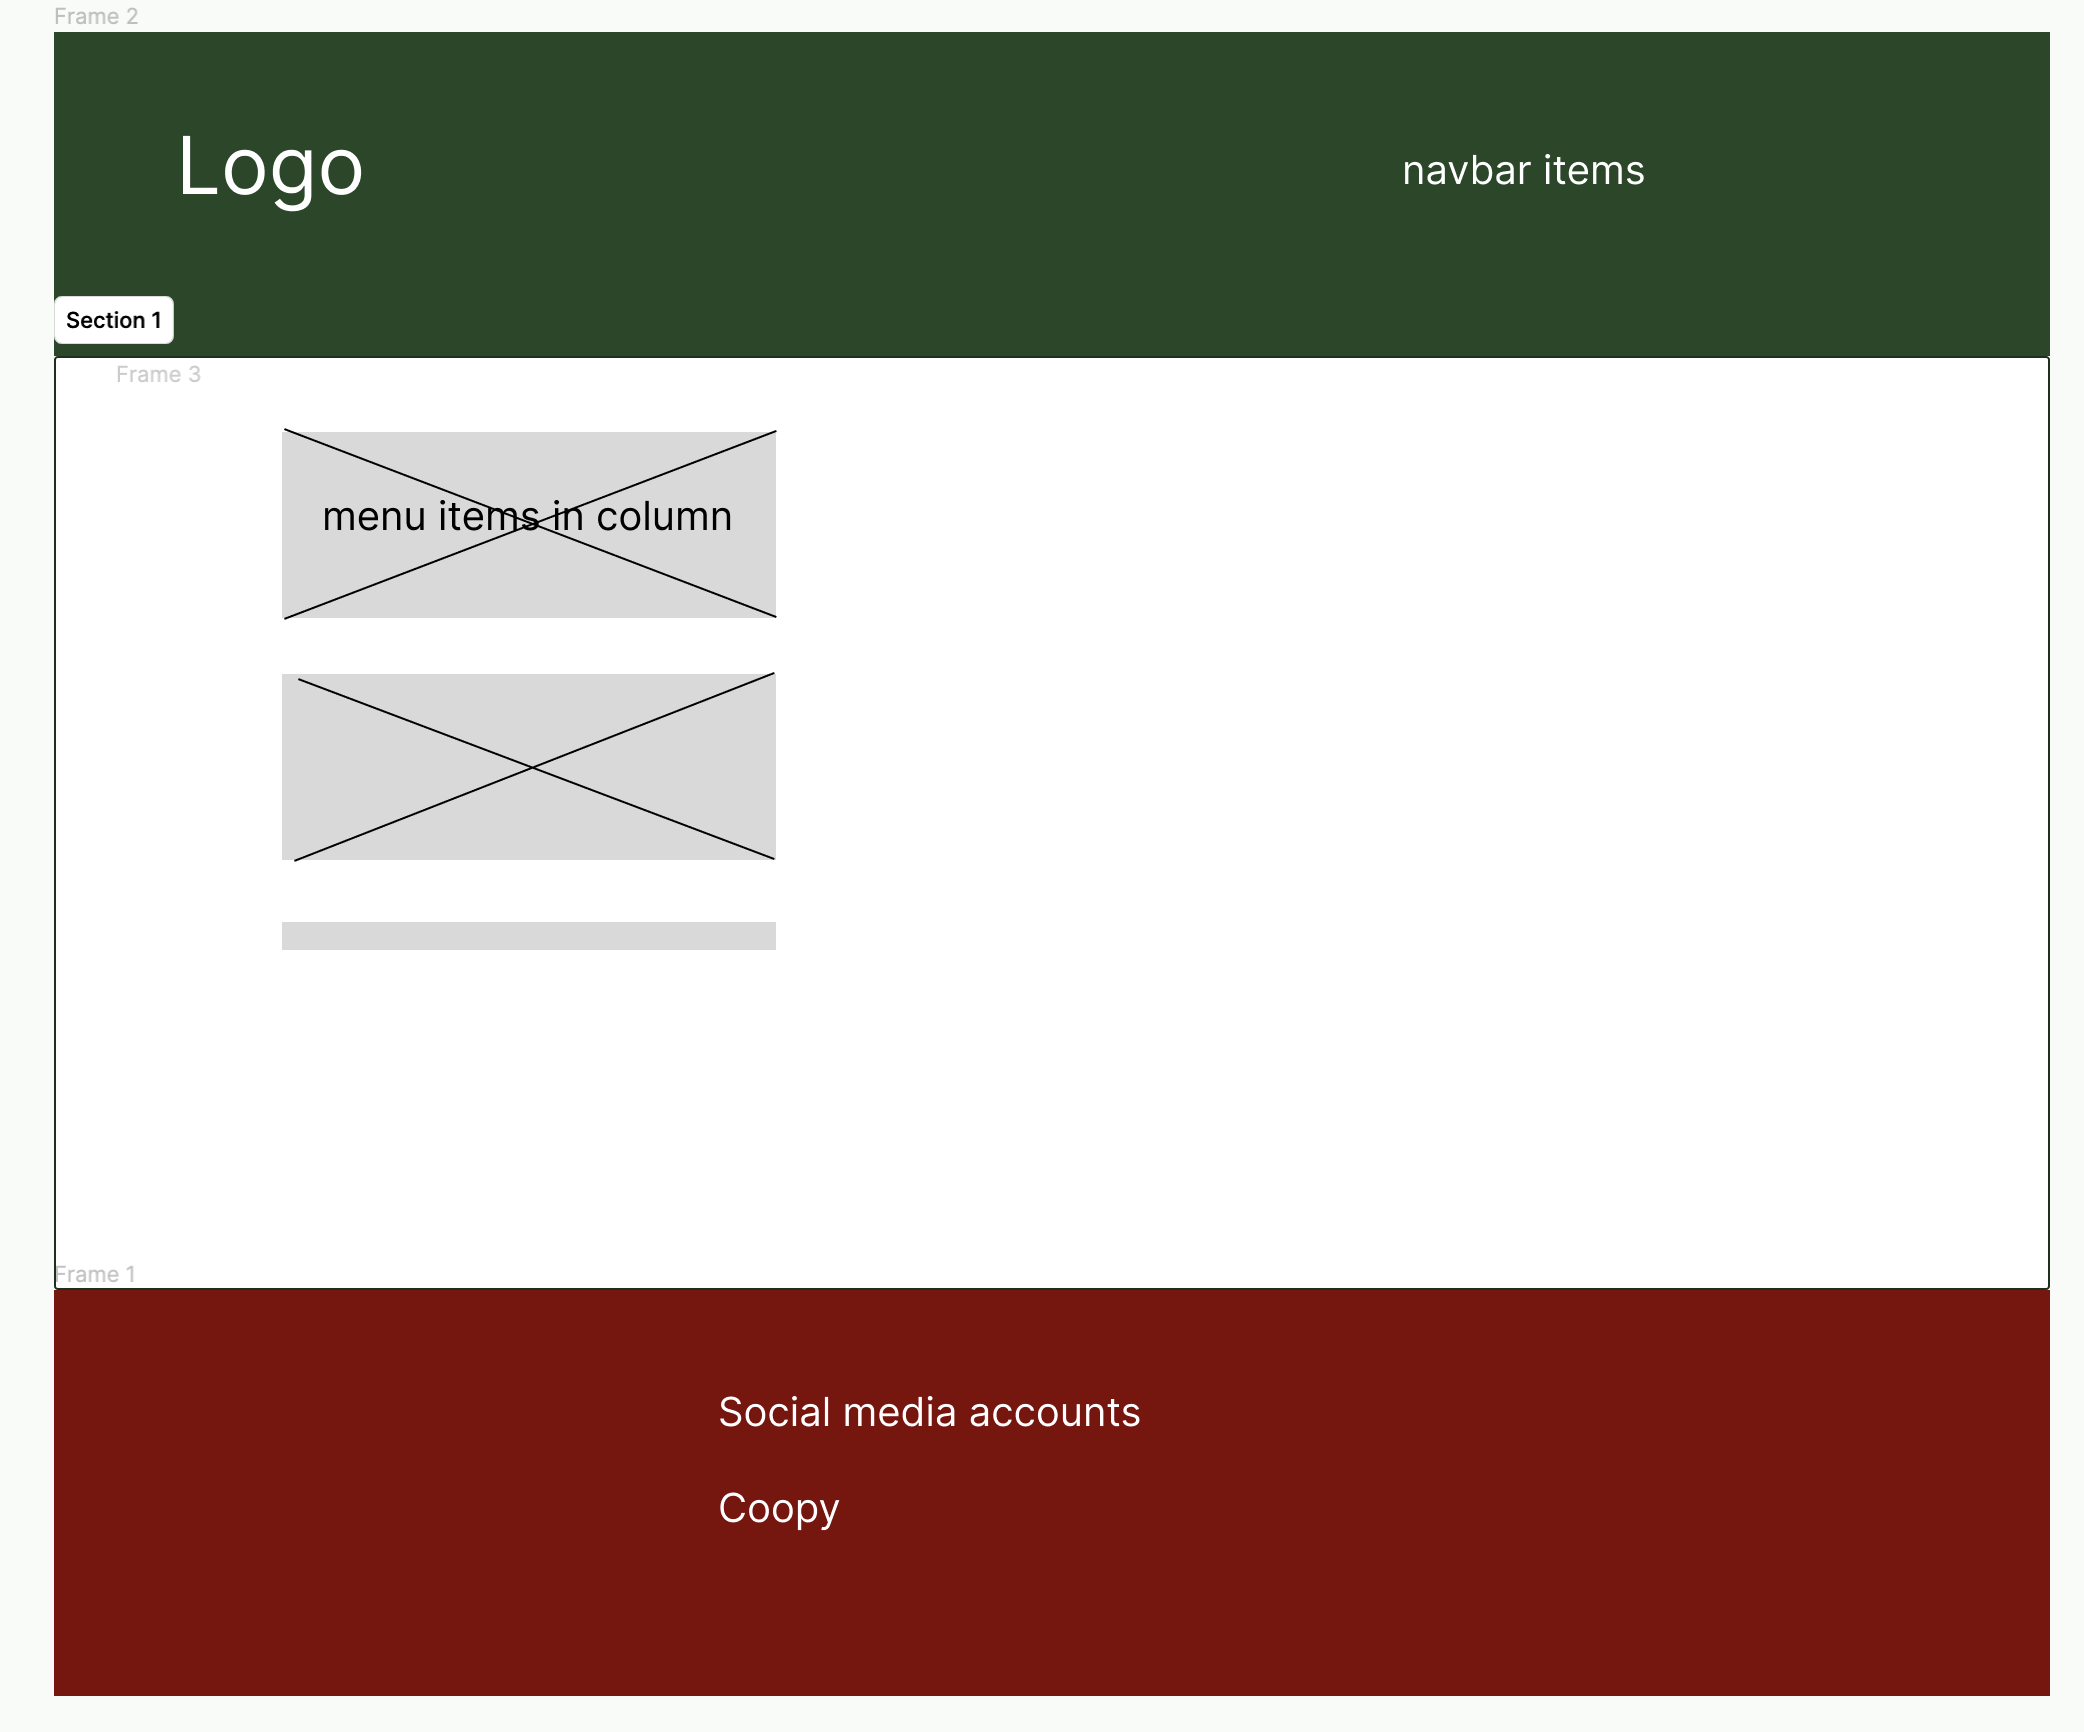 Frame 2
Logo
navbar items
Section 1
Frame 3
menu items in column
Frame 1
Social media accounts
Coopy